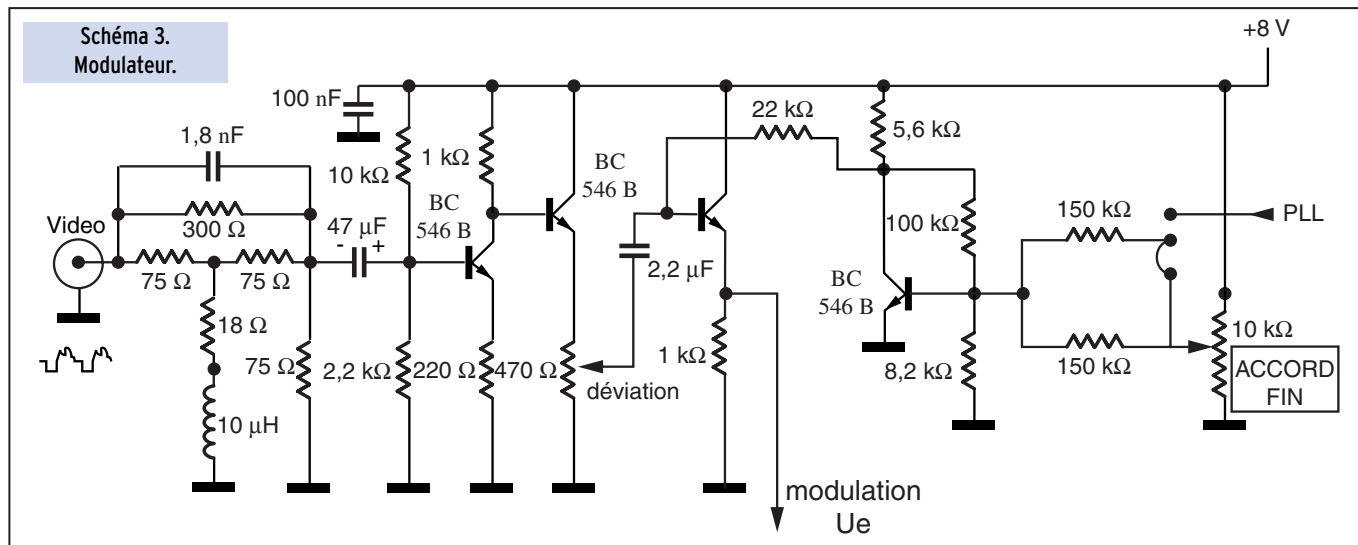 Schéma 3.
Modulateur.
+8 V
100 nF
22 kΩ
5,6 kΩ
1,8 nF
10 kΩ
1 kΩ
BC
546 B
BC
546 B
Video
300 Ω
47 µF
- +
75 Ω
75 Ω
2,2 µF
100 kΩ
150 kΩ
PLL
BC
546 B
18 Ω
75 Ω
2,2 kΩ
220 Ω
470 Ω
déviation
1 kΩ
8,2 kΩ
150 kΩ
10 kΩ
ACCORD
FIN
10 µH
modulation
Ue